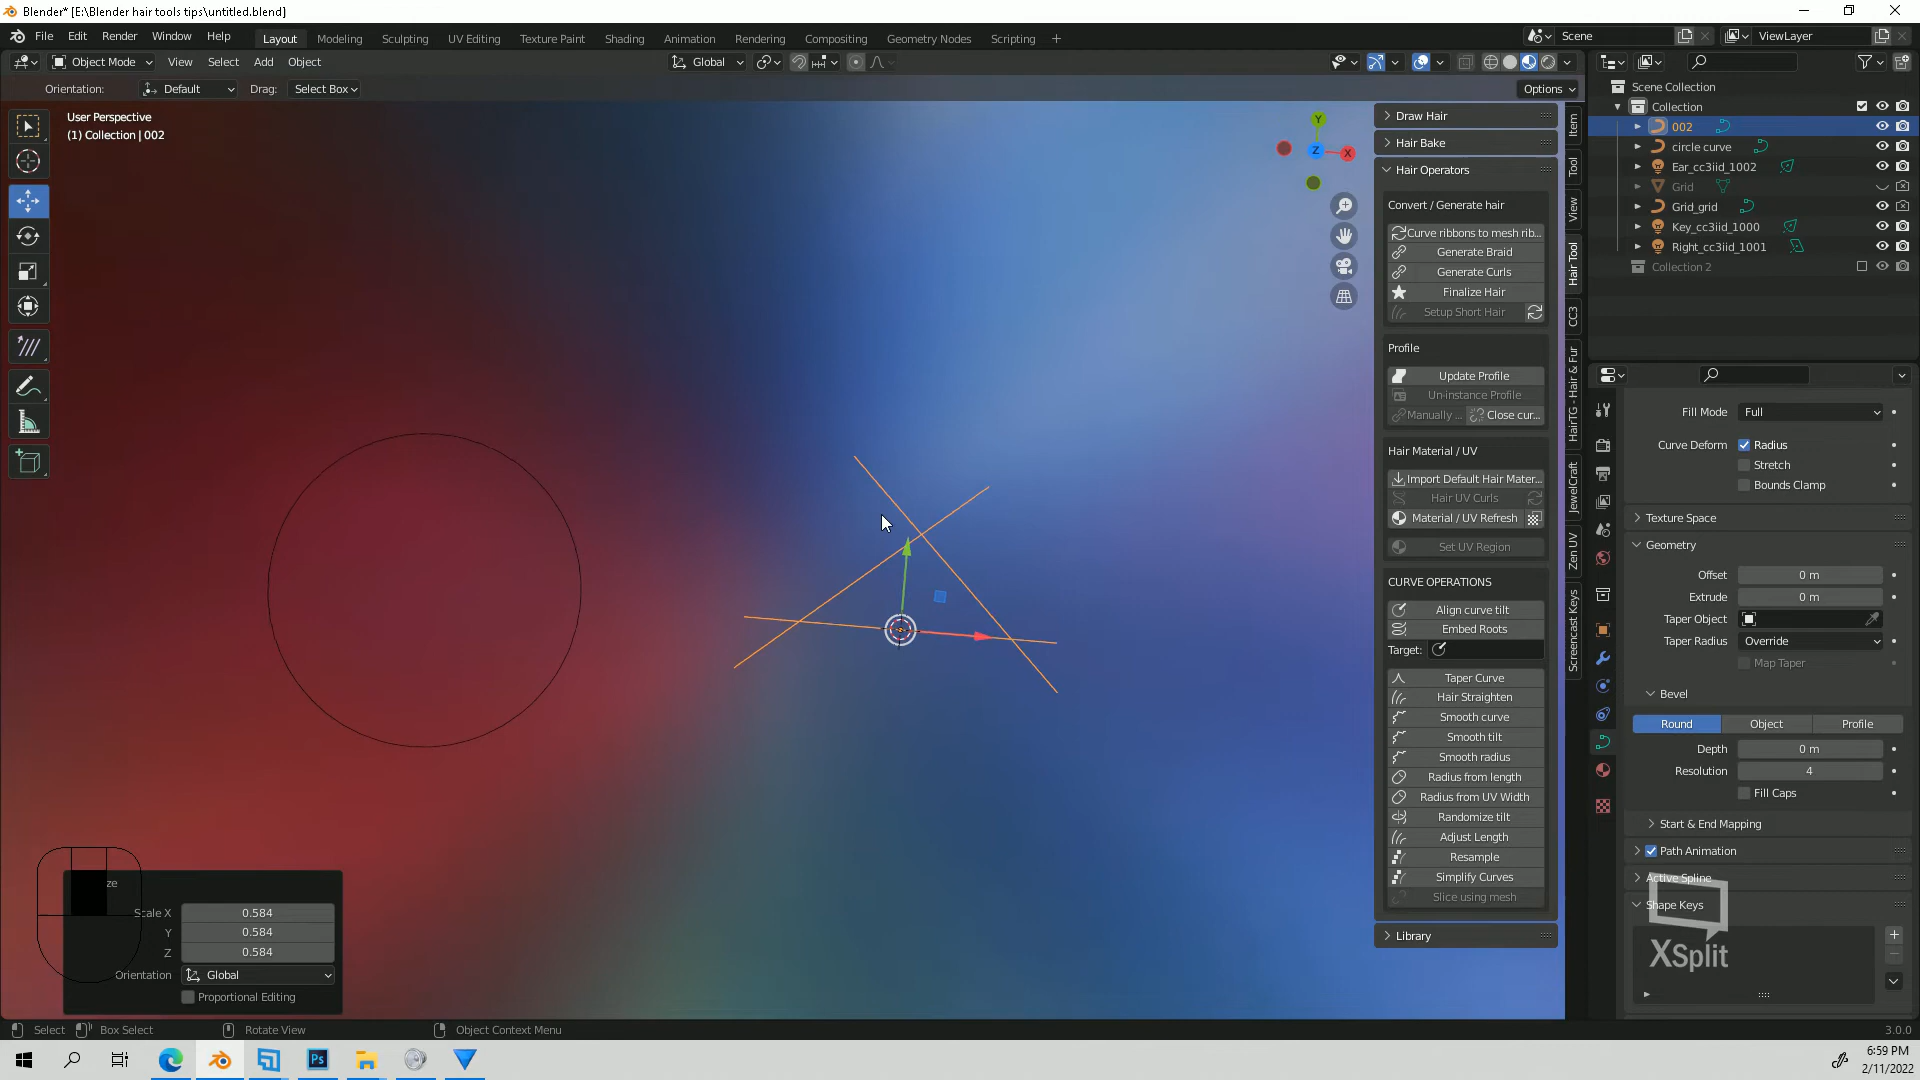 Blender* [E:\Blender hair tools tips\untitled.blend]
File Edit Render Window Help Layout Modeling Sculpting UV Editing Texture Paint Shading Animation Rendering Compositing Geometry Nodes Scripting + Scene ViewLayer
Object Mode View Select Add Object Global
Orientation: Default Drag: Select Box Options
User Perspective
(1) Collection | 002
Y
Z
X
Draw Hair
Hair Bake
Hair Operators
Convert / Generate hair
Curve ribbons to mesh rib...
Generate Braid
Generate Curls
Finalize Hair
Setup Short Hair
Profile
Update Profile
Un-instance Profile
Manually ... Close cur...
Hair Material / UV
Import Default Hair Mater...
Hair UV Curls
Material / UV Refresh
Set UV Region
CURVE OPERATIONS
Align curve tilt
Embed Roots
Target:
Taper Curve
Hair Straighten
Smooth curve
Smooth tilt
Smooth radius
Radius from length
Radius from UV Width
Randomize tilt
Adjust Length
Resample
Simplify Curves
Slice using mesh
Library
Item
Tool
View
Hair Tool
CC3
HairTG - Hair & Fur
JewelCraft
Zen UV
Screencast Keys
Scene Collection
Collection
002
circle curve
Ear_cc3iid_1002
Grid
Grid_grid
Key_cc3iid_1000
Right_cc3iid_1001
Collection 2
Fill Mode Full
Curve Deform Radius
Stretch
Bounds Clamp
Texture Space
Geometry
Offset 0 m
Extrude 0 m
Taper Object
Taper Radius Override
Map Taper
Bevel
Round Object Profile
Depth 0 m
Resolution 4
Fill Caps
Start & End Mapping
Path Animation
Active Spline
Shape Keys
XSplit
ze
Scale X 0.584
Y 0.584
Z 0.584
Orientation Global
Proportional Editing
Select Box Select Rotate View Object Context Menu 3.0.0
Ps
6:59 PM
2/11/2022